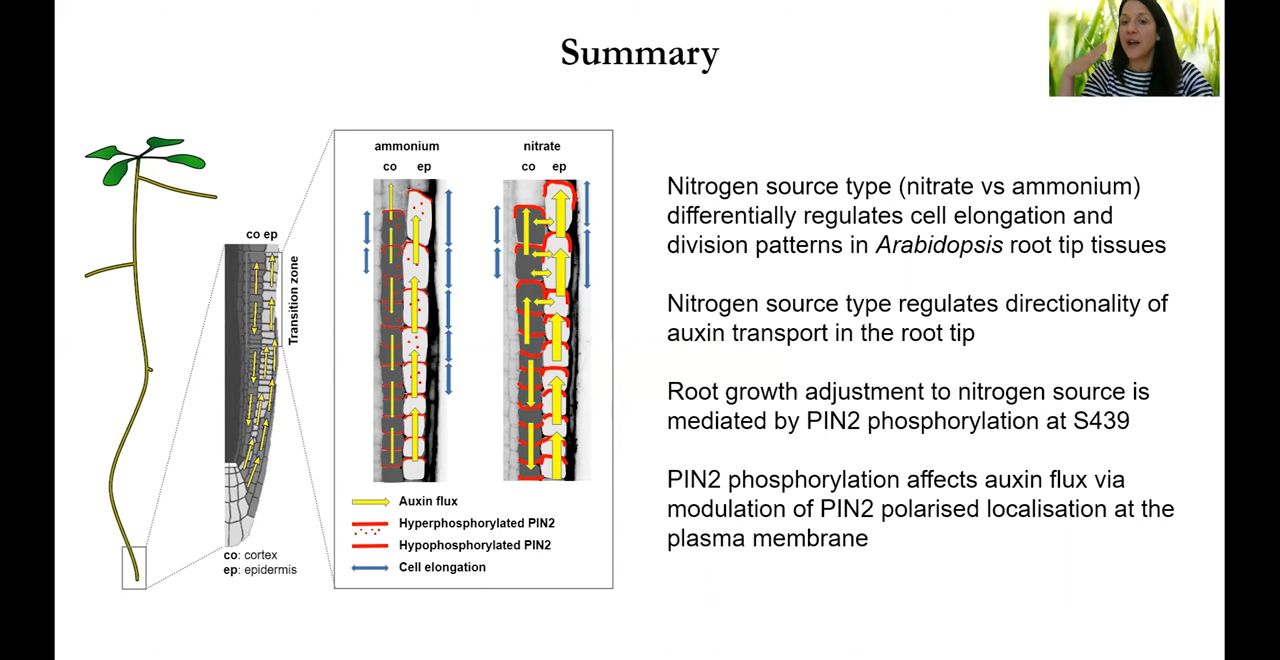 Summary
ammonium
nitrate
co ep
co ep
co ep
Transition zone
co: cortex
ep: epidermis
Auxin flux
Hyperphosphorylated PIN2
Hypophosphorylated PIN2
Cell elongation
Nitrogen source type (nitrate vs ammonium)
differentially regulates cell elongation and
division patterns in Arabidopsis root tip tissues
Nitrogen source type regulates directionality of
auxin transport in the root tip
Root growth adjustment to nitrogen source is
mediated by PIN2 phosphorylation at S439
PIN2 phosphorylation affects auxin flux via
modulation of PIN2 polarised localisation at the
plasma membrane